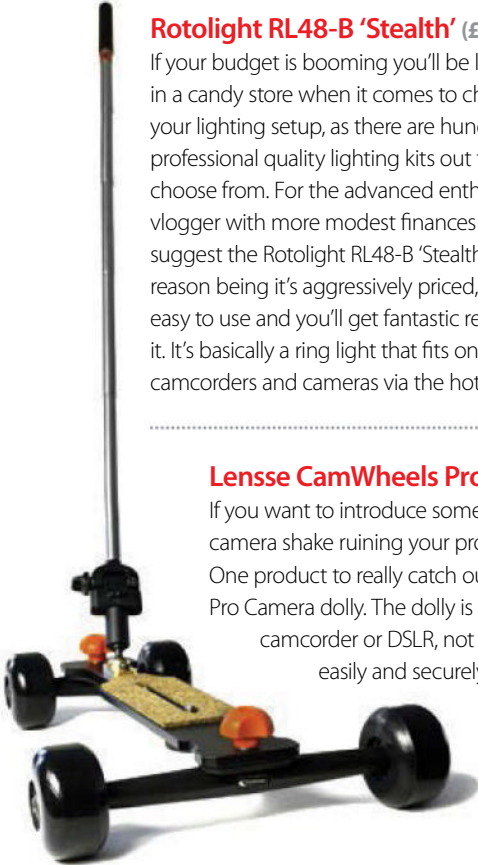 Rotolight RL48-B ‘Stealth’ (£
If your budget is booming you’ll be l
in a candy store when it comes to ch
your lighting setup, as there are hund
professional quality lighting kits out
choose from. For the advanced enth
vlogger with more modest finances
suggest the Rotolight RL48-B ‘Stealth
reason being it’s aggressively priced,
easy to use and you’ll get fantastic re
it. It’s basically a ring light that fits on
camcorders and cameras via the hot
Lensse CamWheels Pro
If you want to introduce some
camera shake ruining your pro
One product to really catch ou
Pro Camera dolly. The dolly is
camcorder or DSLR, not
easily and securely